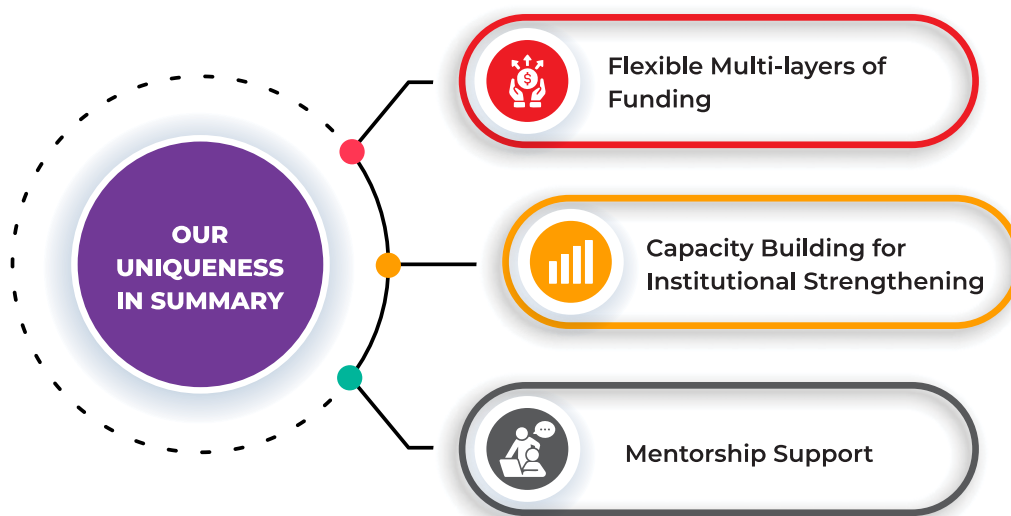 OUR
UNIQUENESS
IN SUMMARY
Flexible Multi-layers of
Funding
Capacity Building for
Institutional Strengthening
Mentorship Support
$